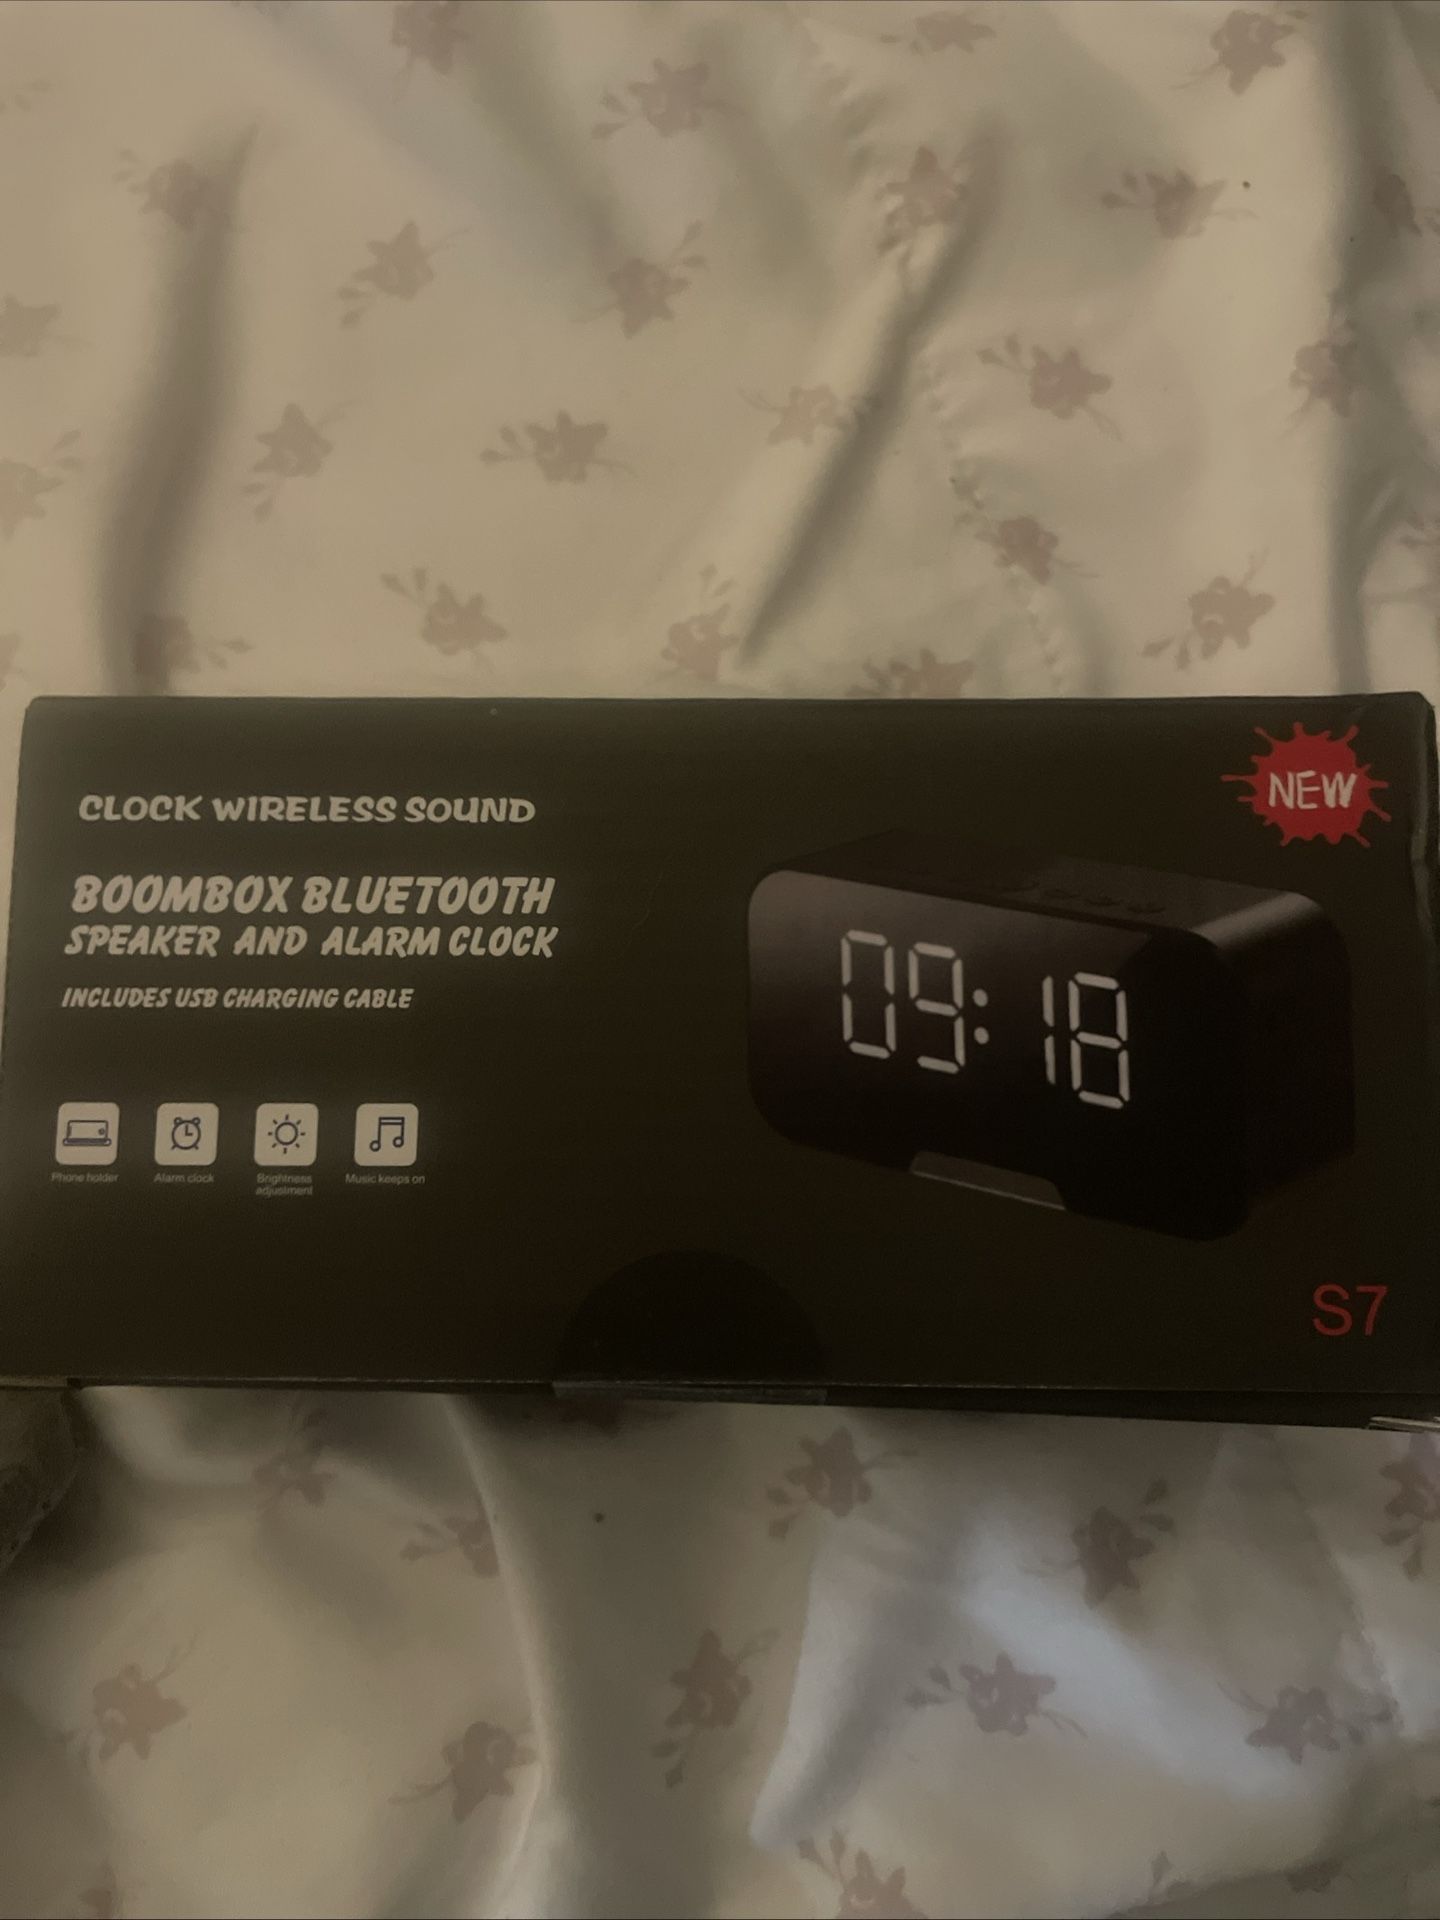 NEW
CLOCK WIRELESS SOUND
BOOMBOX BLUETOOTH
SPEAKER AND ALARM CLOCK
INCLUDES USB CHARGING CABLE
09:18
Phone holder
Alarm clock
Brightness
adjustment
Music keeps on
S7